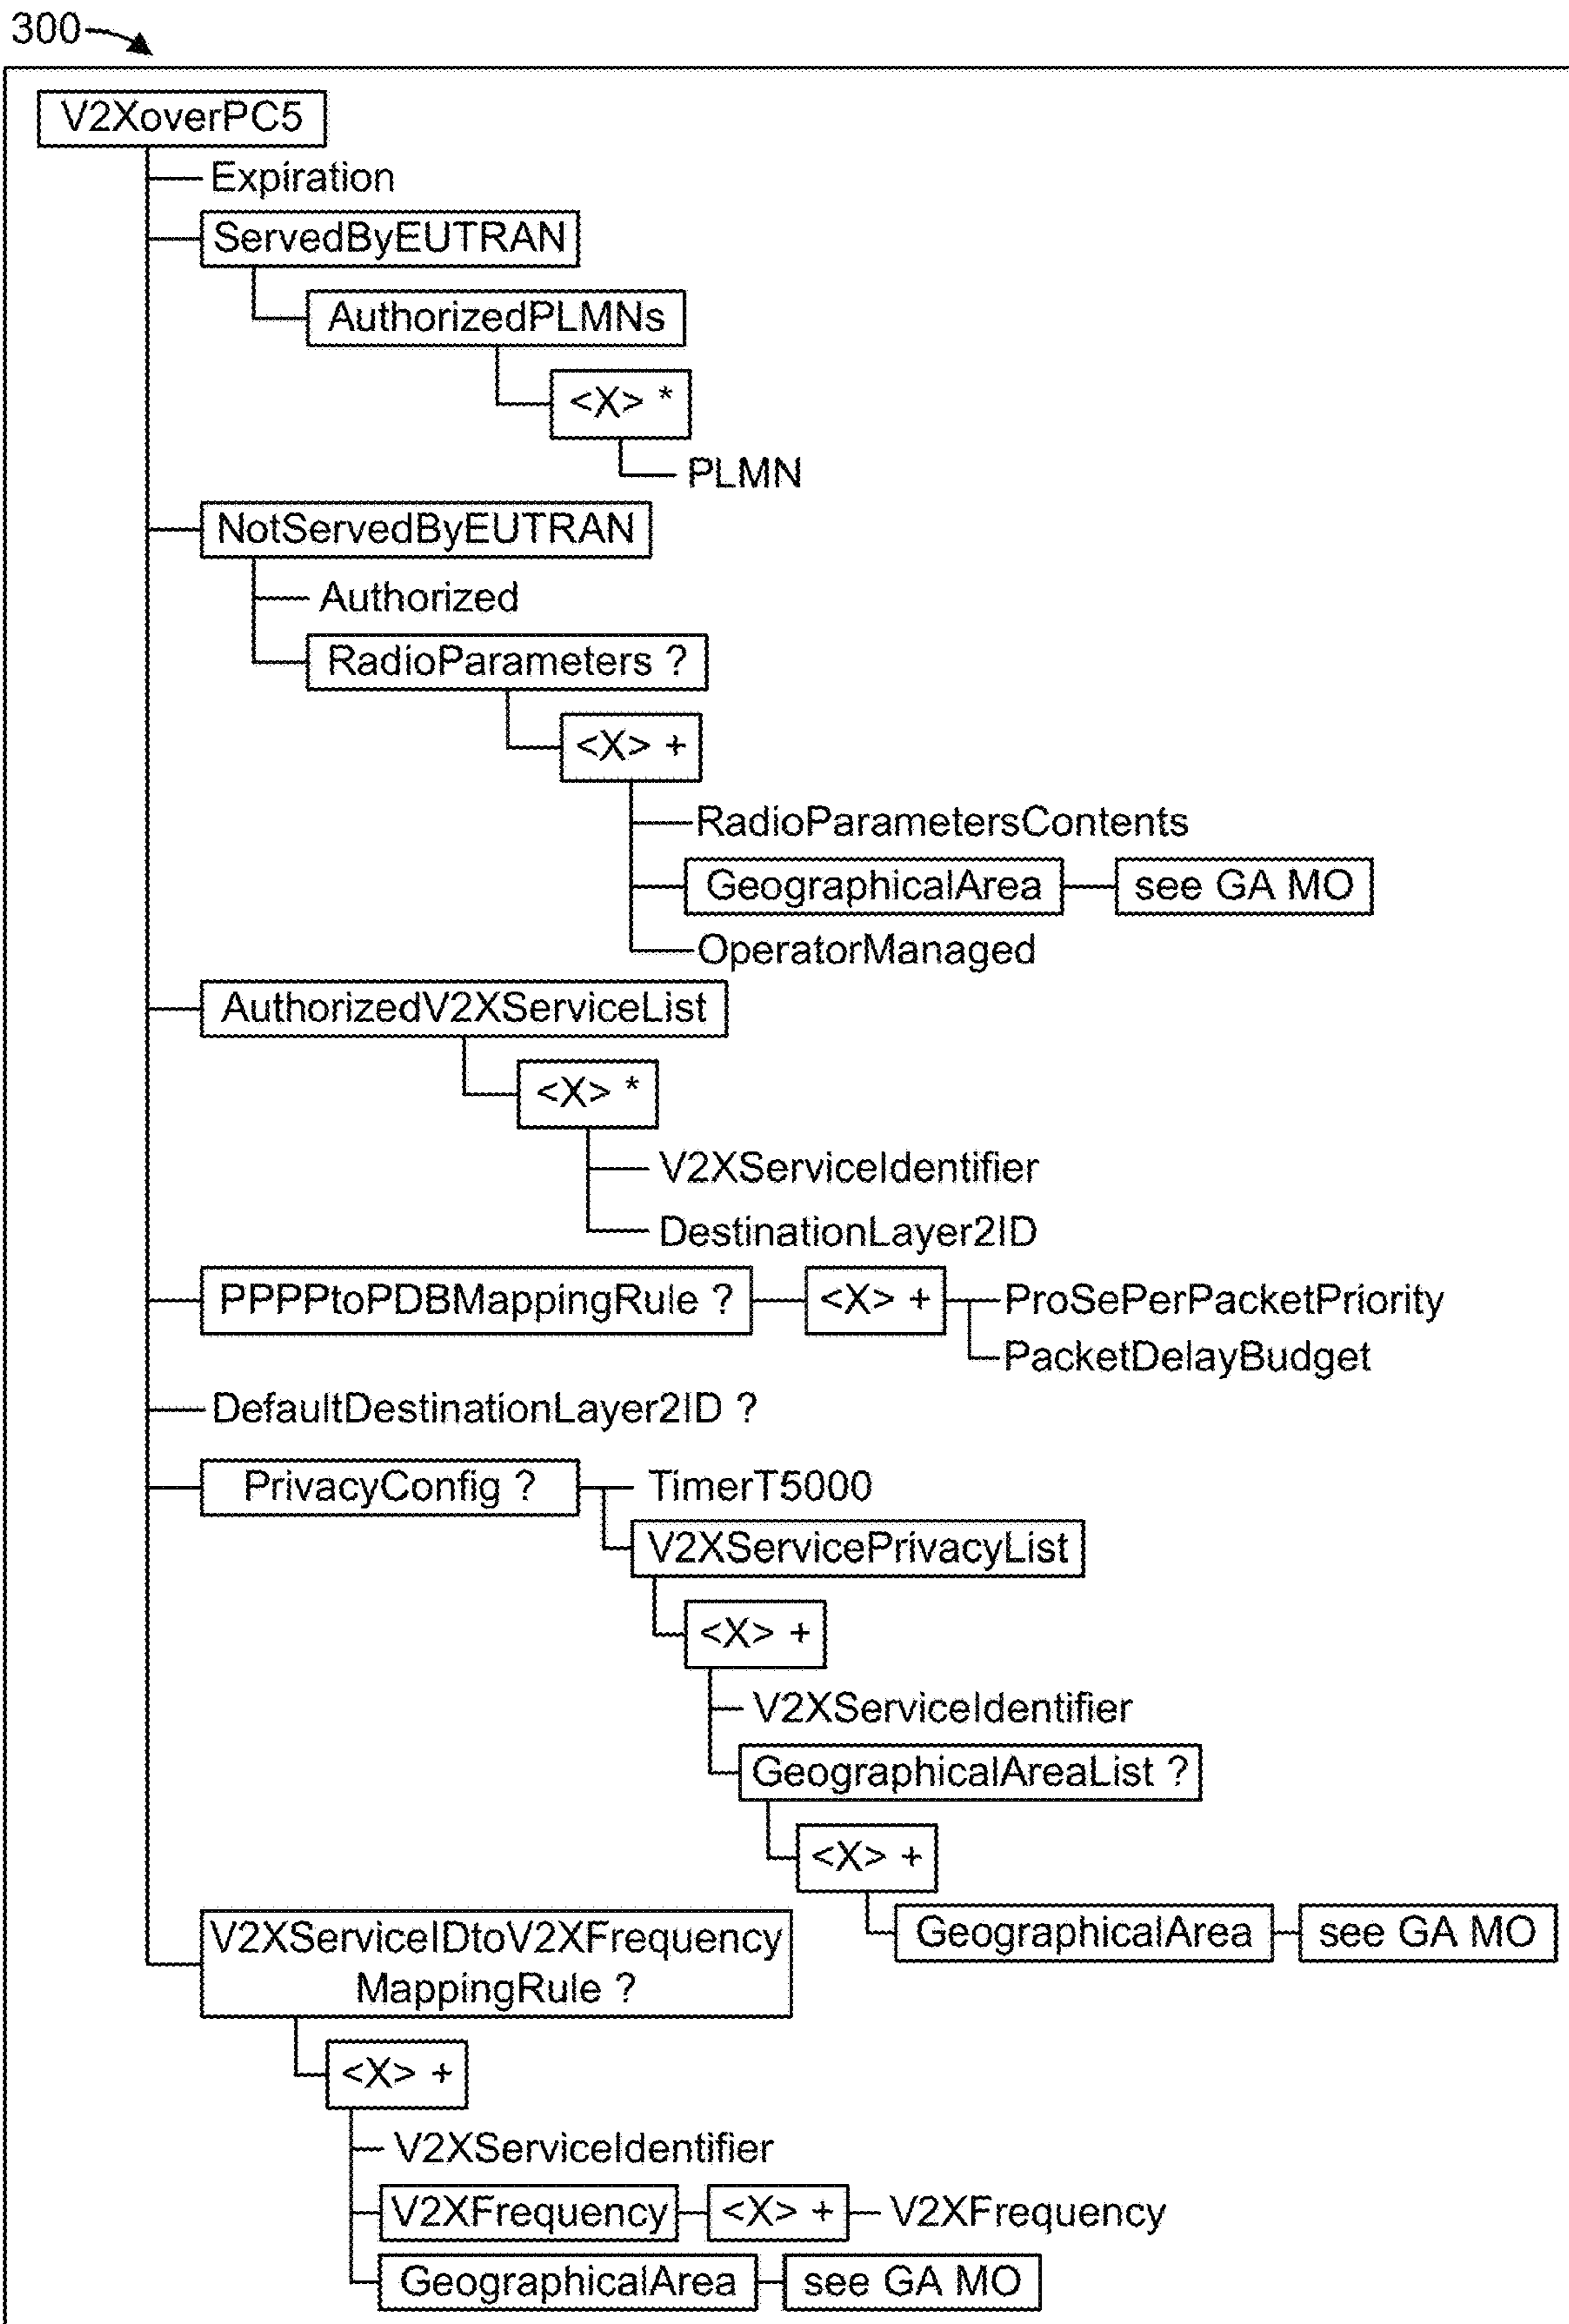 300
V2XoverPC5
Expiration
ServedByEUTRAN
AuthorizedPLMNs
<X> *
PLMN
NotServedByEUTRAN
Authorized
RadioParameters ?
<X> +
RadioParametersContents
GeographicalArea see GA MO
OperatorManaged
AuthorizedV2XServiceList
<X> *
V2XServiceIdentifier
DestinationLayer2ID
PPPPtoPDBMappingRule ? <X> + ProSePerPacketPriority
PacketDelayBudget
DefaultDestinationLayer2ID ?
PrivacyConfig ? TimerT5000
V2XServicePrivacyList
<X> +
V2XServiceIdentifier
GeographicalAreaList ?
<X> +
GeographicalArea see GA MO
V2XServiceIDtoV2XFrequency
MappingRule ?
<X> +
V2XServiceIdentifier
V2XFrequency <X> + V2XFrequency
GeographicalArea see GA MO